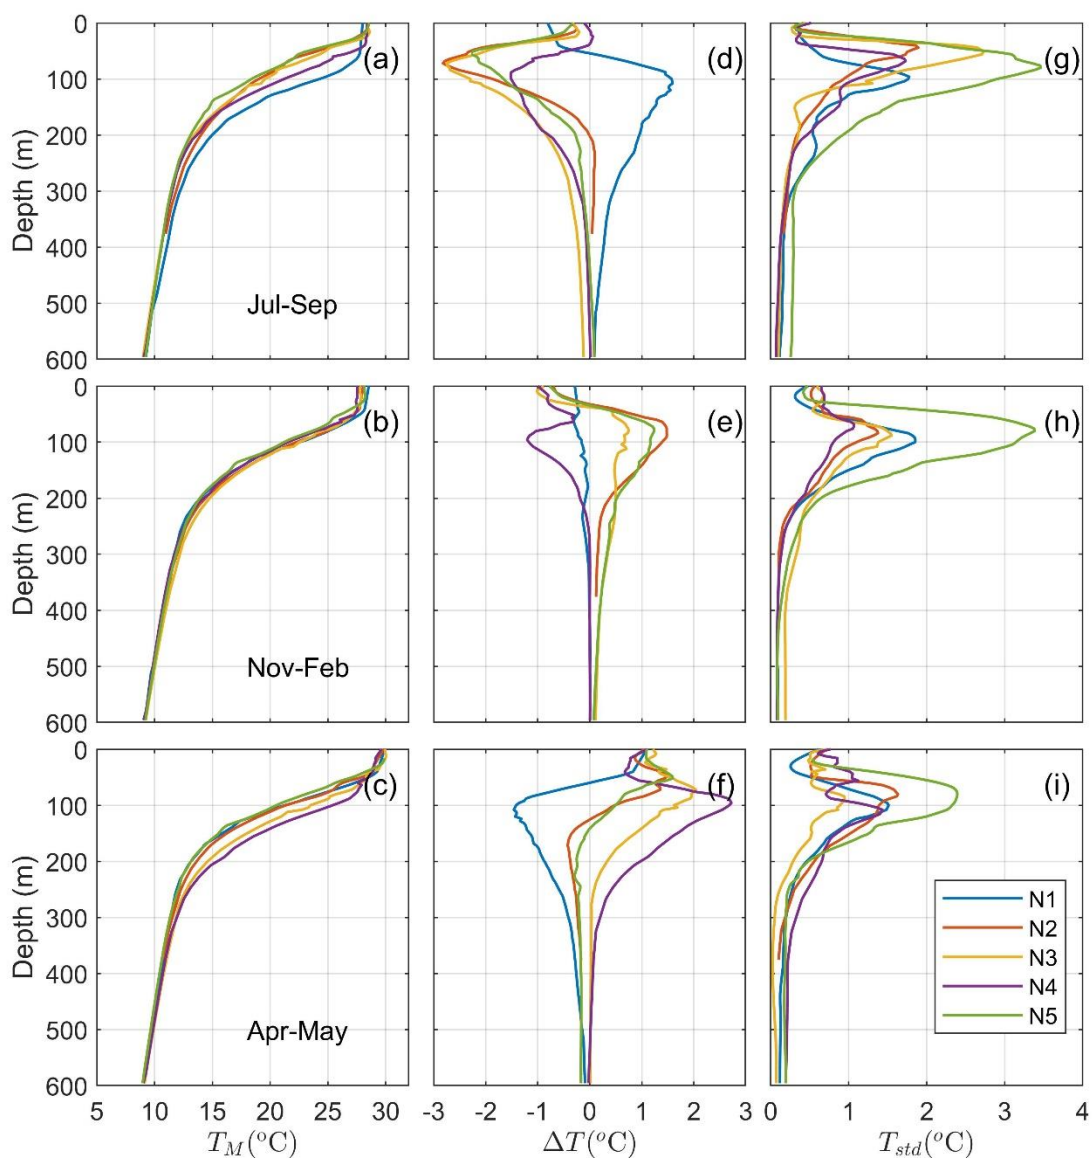 0
100
200
300
400
500
600
Depth (m)
(a)
Jul-Sep
(d)
(g)
0
100
200
300
400
500
600
Depth (m)
(b)
Nov-Feb
(e)
(h)
0
100
200
300
400
500
600
Depth (m)
(c)
Apr-May
(f)
(i)
N1
N2
N3
N4
N5
5 10 15 20 25 30
-3 -2 -1 0 1 2 3
0 1 2 3 4
T_M(°C)
ΔT(°C)
T_std(°C)